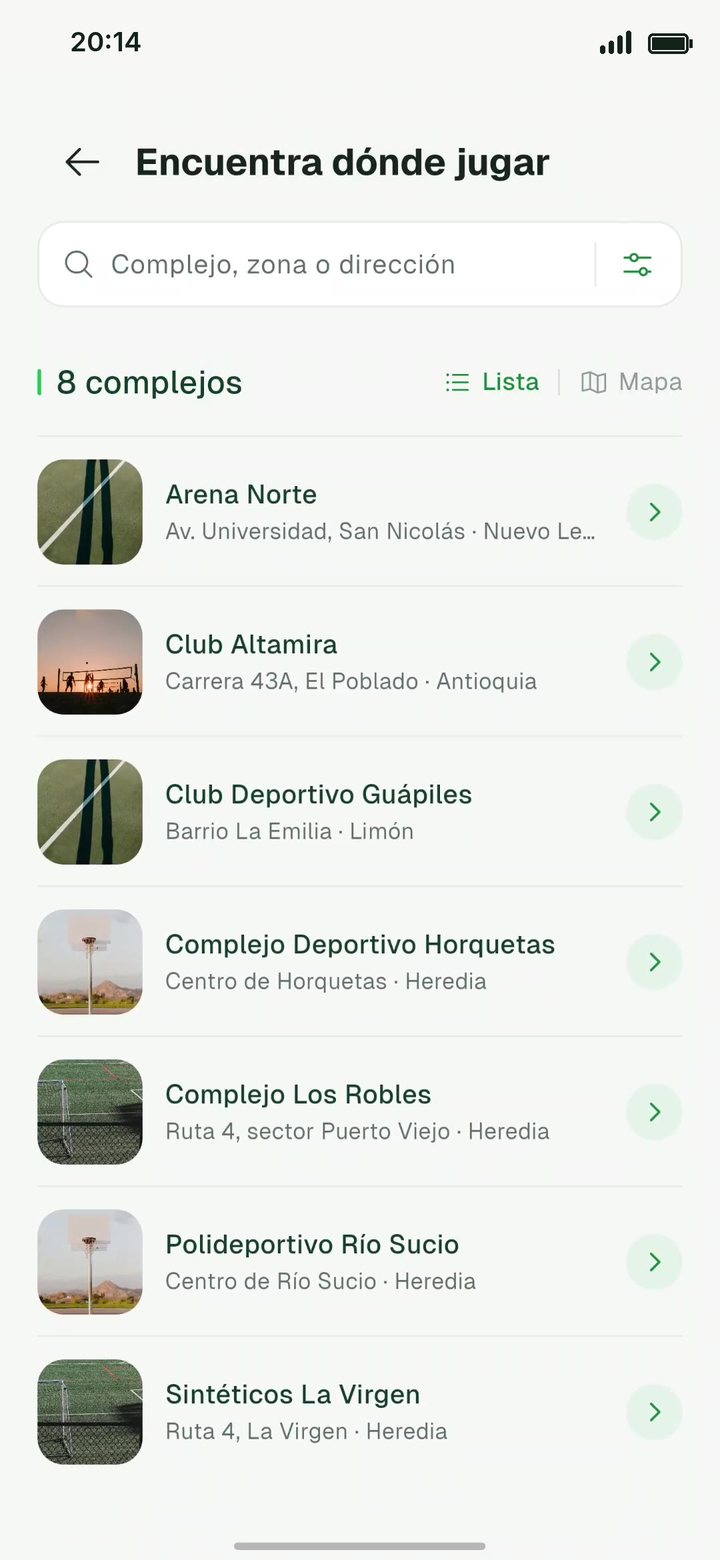 20:14
Encuentra dónde jugar
Complejo, zona o dirección
8 complejos
Lista
Mapa
Arena Norte
Av. Universidad, San Nicolás · Nuevo Le...
Club Altamira
Carrera 43A, El Poblado · Antioquia
Club Deportivo Guápiles
Barrio La Emilia · Limón
Complejo Deportivo Horquetas
Centro de Horquetas · Heredia
Complejo Los Robles
Ruta 4, sector Puerto Viejo · Heredia
Polideportivo Río Sucio
Centro de Río Sucio · Heredia
Sintéticos La Virgen
Ruta 4, La Virgen · Heredia